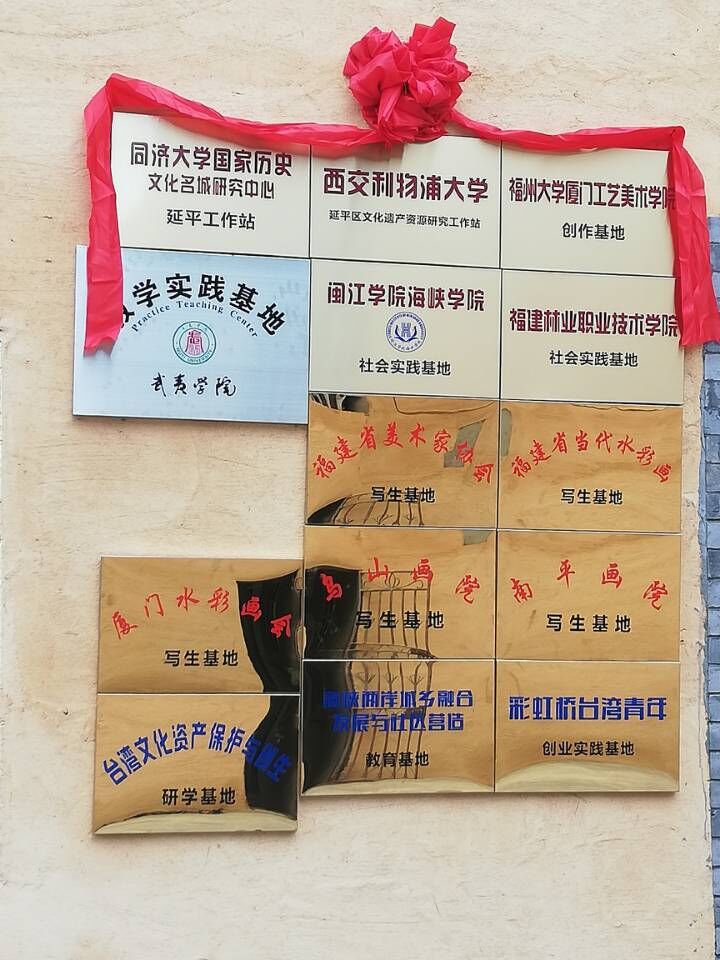 同济大学国家历史
文化名城研究中心
延平工作站
西交利物浦大学
延平区文化遗产资源研究工作站
福州大学厦门工艺美术学院
创作基地
学实践基地
Practice Teaching Center
武夷学院
闽江学院海峡学院
社会实践基地
福建林业职业技术学院
社会实践基地
福建省美术家协会
写生基地
福建省当代水彩画
写生基地
厦门水彩画会
写生基地
乌山画院
写生基地
南平画院
写生基地
台湾文化资产保护与
研学基地
海峡两岸城乡融合
发展与社区营造
教育基地
彩虹桥台湾青年
创业实践基地